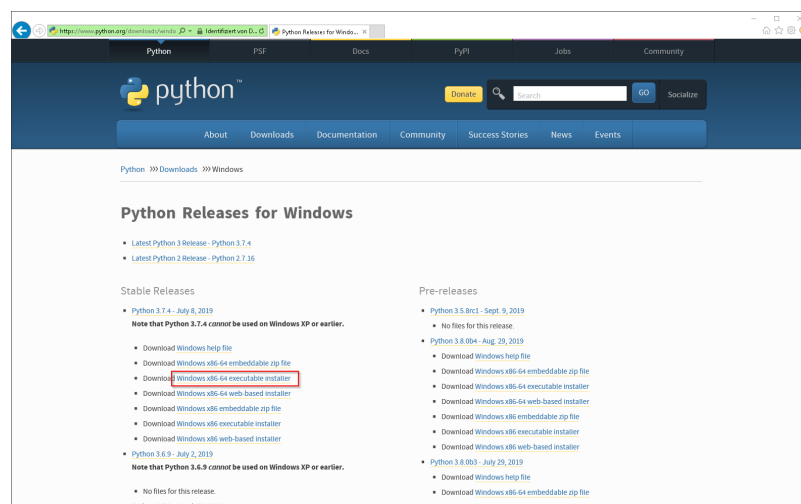 https://www.python.org/downloads/windo
Identifiziert von D...
Python Releases for Windo...
Python
PSF
Docs
PyPI
Jobs
Community
python™
Donate
Search
GO
Socialize
About
Downloads
Documentation
Community
Success Stories
News
Events
Python >>> Downloads >>> Windows
Python Releases for Windows
Latest Python 3 Release - Python 3.7.4
Latest Python 2 Release - Python 2.7.16
Stable Releases
Python 3.7.4 - July 8, 2019
Note that Python 3.7.4 cannot be used on Windows XP or earlier.
Download Windows help file
Download Windows x86-64 embeddable zip file
Download Windows x86-64 executable installer
Download Windows x86-64 web-based installer
Download Windows x86 embeddable zip file
Download Windows x86 executable installer
Download Windows x86 web-based installer
Python 3.6.9 - July 2, 2019
Note that Python 3.6.9 cannot be used on Windows XP or earlier.
No files for this release.
Pre-releases
Python 3.5.8rc1 - Sept. 9, 2019
No files for this release.
Python 3.8.0b4 - Aug. 29, 2019
Download Windows help file
Download Windows x86-64 embeddable zip file
Download Windows x86-64 executable installer
Download Windows x86-64 web-based installer
Download Windows x86 embeddable zip file
Download Windows x86 executable installer
Download Windows x86 web-based installer
Python 3.8.0b3 - July 29, 2019
Download Windows help file
Download Windows x86-64 embeddable zip file